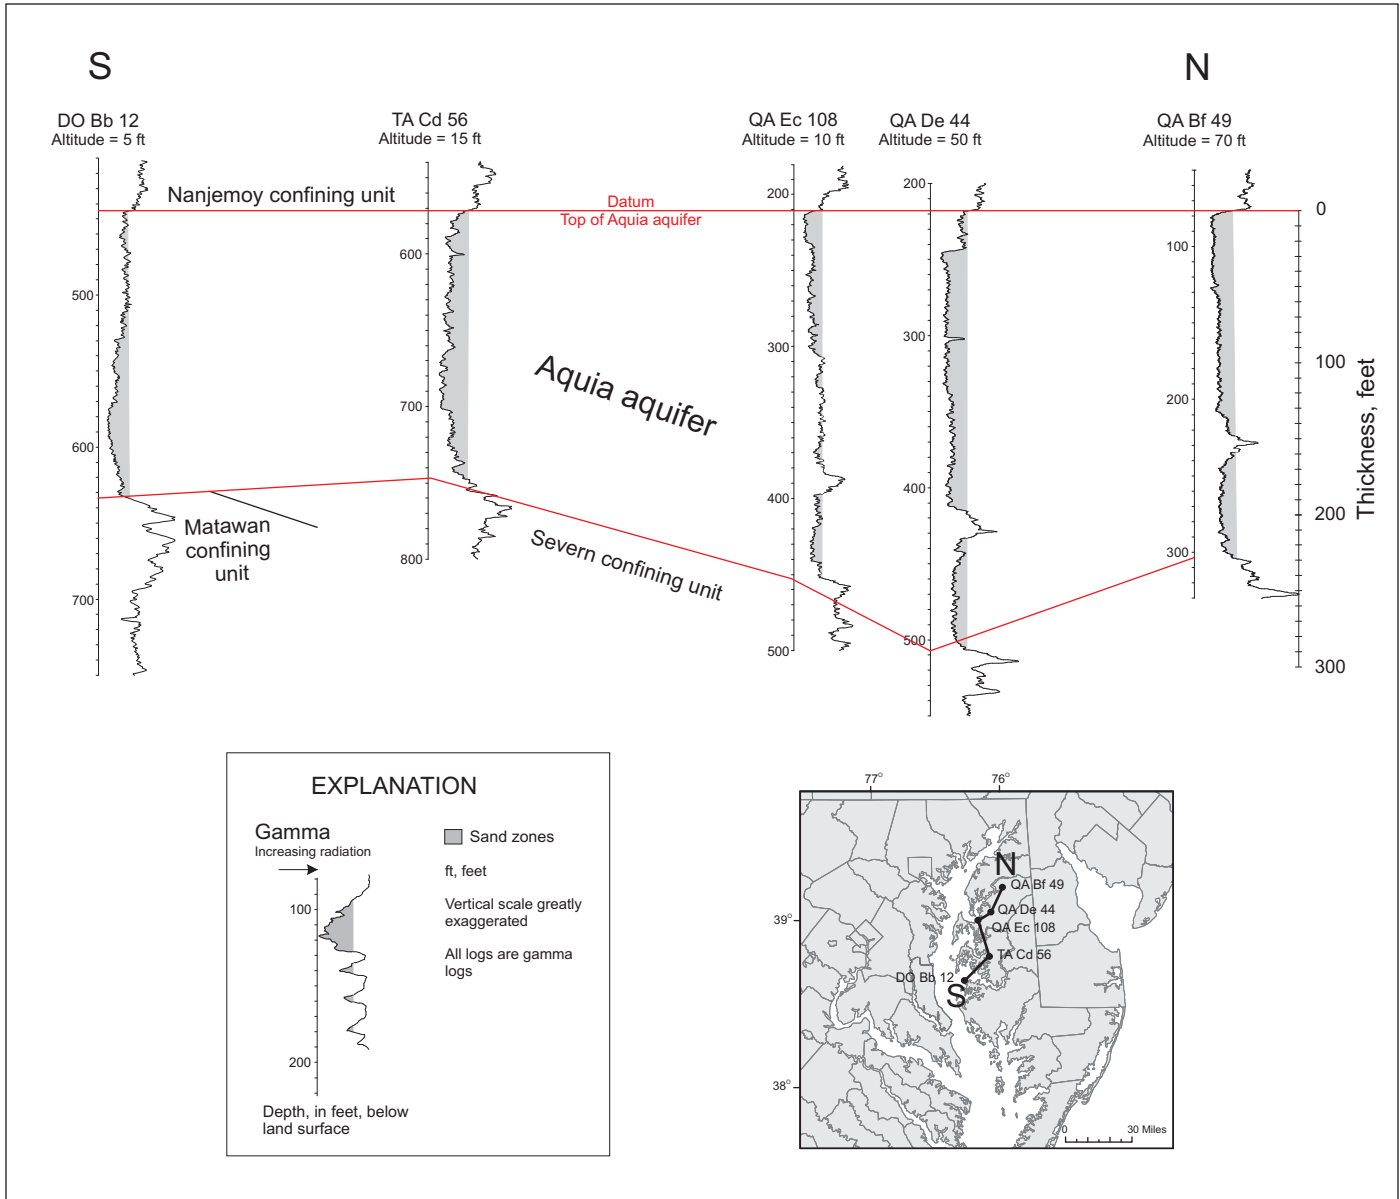 S
N
DO Bb 12
Altitude = 5 ft
TA Cd 56
Altitude = 15 ft
QA Ec 108
Altitude = 10 ft
QA De 44
Altitude = 50 ft
QA Bf 49
Altitude = 70 ft
Nanjemoy confining unit
Datum
Top of Aquia aquifer
500
600
700
600
700
800
200
300
400
500
200
300
400
500
100
200
300
0
100
200
300
Thickness, feet
Aquia aquifer
Matawan
confining
unit
Severn confining unit
EXPLANATION
Gamma
Increasing radiation
100
200
Depth, in feet, below
land surface
Sand zones
ft, feet
Vertical scale greatly
exaggerated
All logs are gamma
logs
77°
76°
39°
38°
N
QA Bf 49
QA De 44
QA Ec 108
TA Cd 56
DO Bb 12
S
0
30 Miles